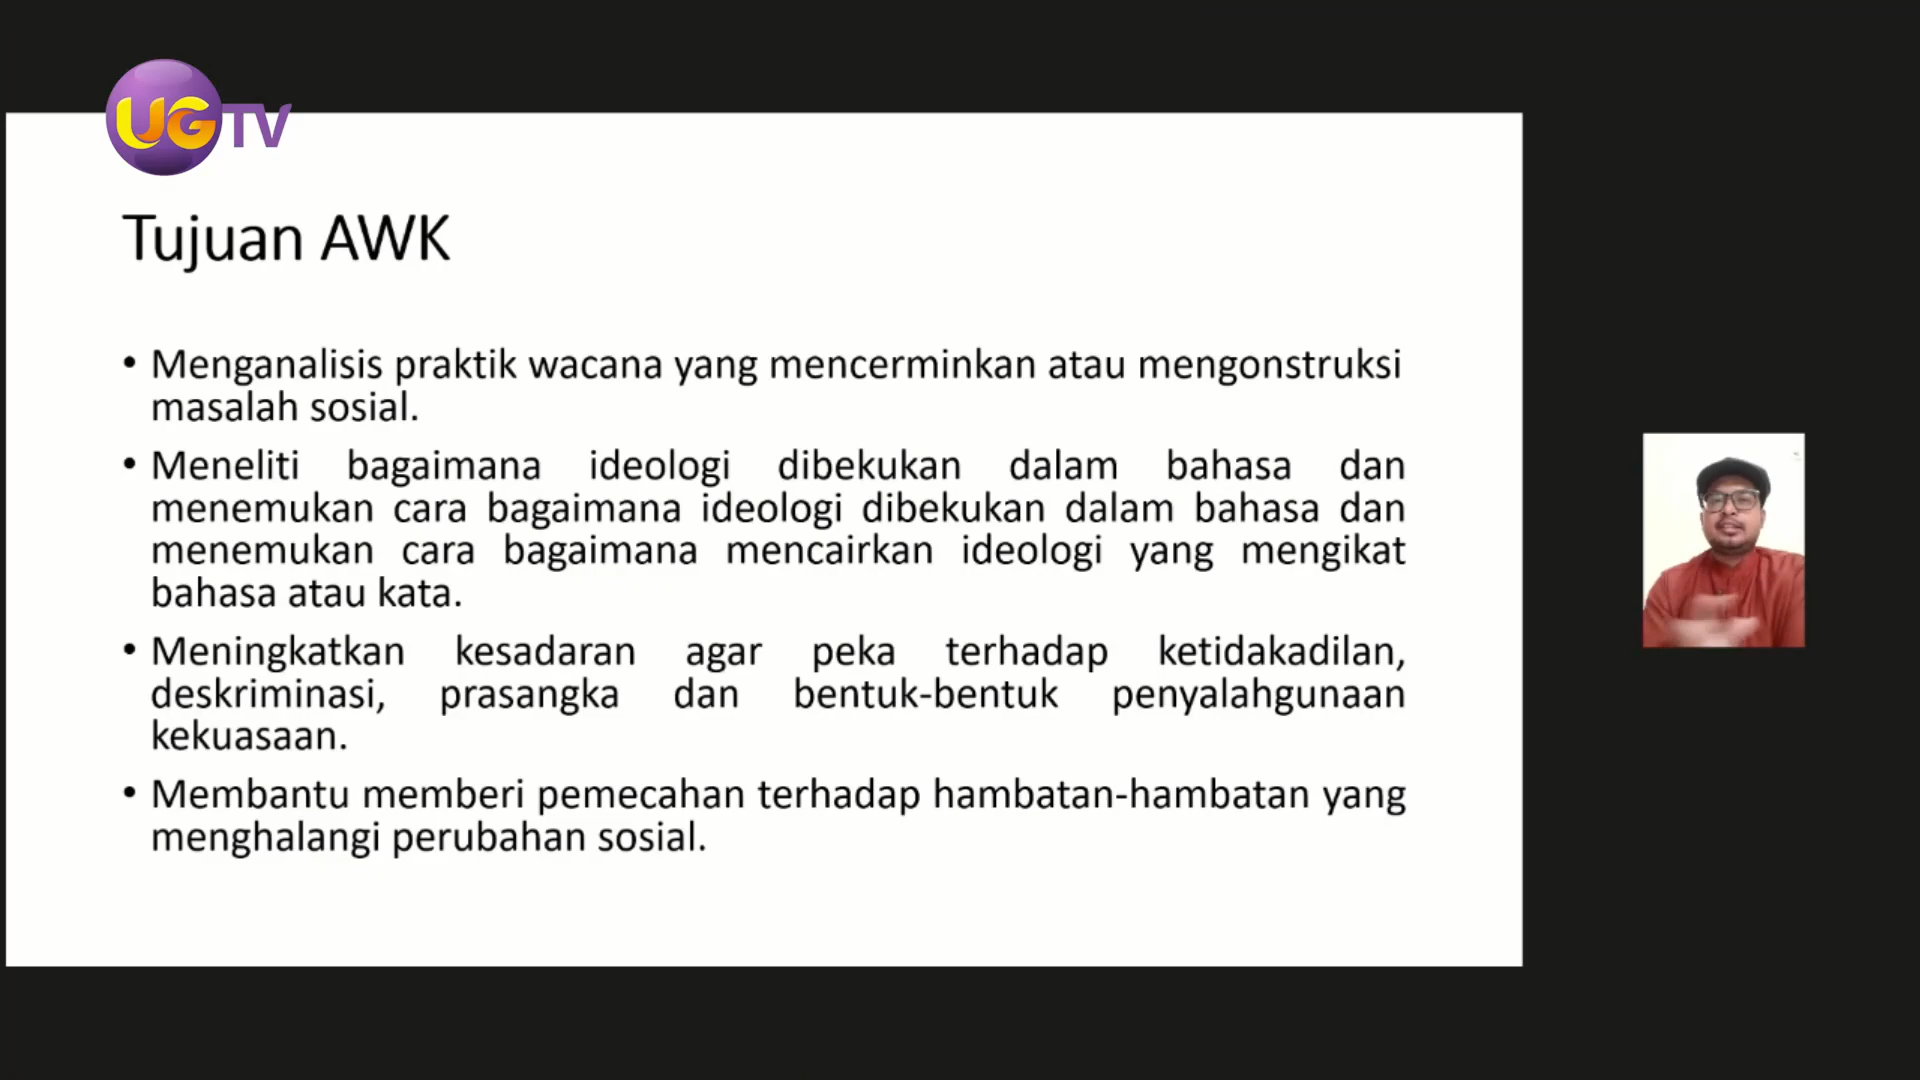 UGTV
Tujuan AWK
• Menganalisis praktik wacana yang mencerminkan atau mengonstruksi
masalah sosial.
• Meneliti bagaimana ideologi dibekukan dalam bahasa dan
menemukan cara bagaimana ideologi dibekukan dalam bahasa dan
menemukan cara bagaimana mencairkan ideologi yang mengikat
bahasa atau kata.
• Meningkatkan kesadaran agar peka terhadap ketidakadilan,
deskriminasi, prasangka dan bentuk-bentuk penyalahgunaan
kekuasaan.
• Membantu memberi pemecahan terhadap hambatan-hambatan yang
menghalangi perubahan sosial.